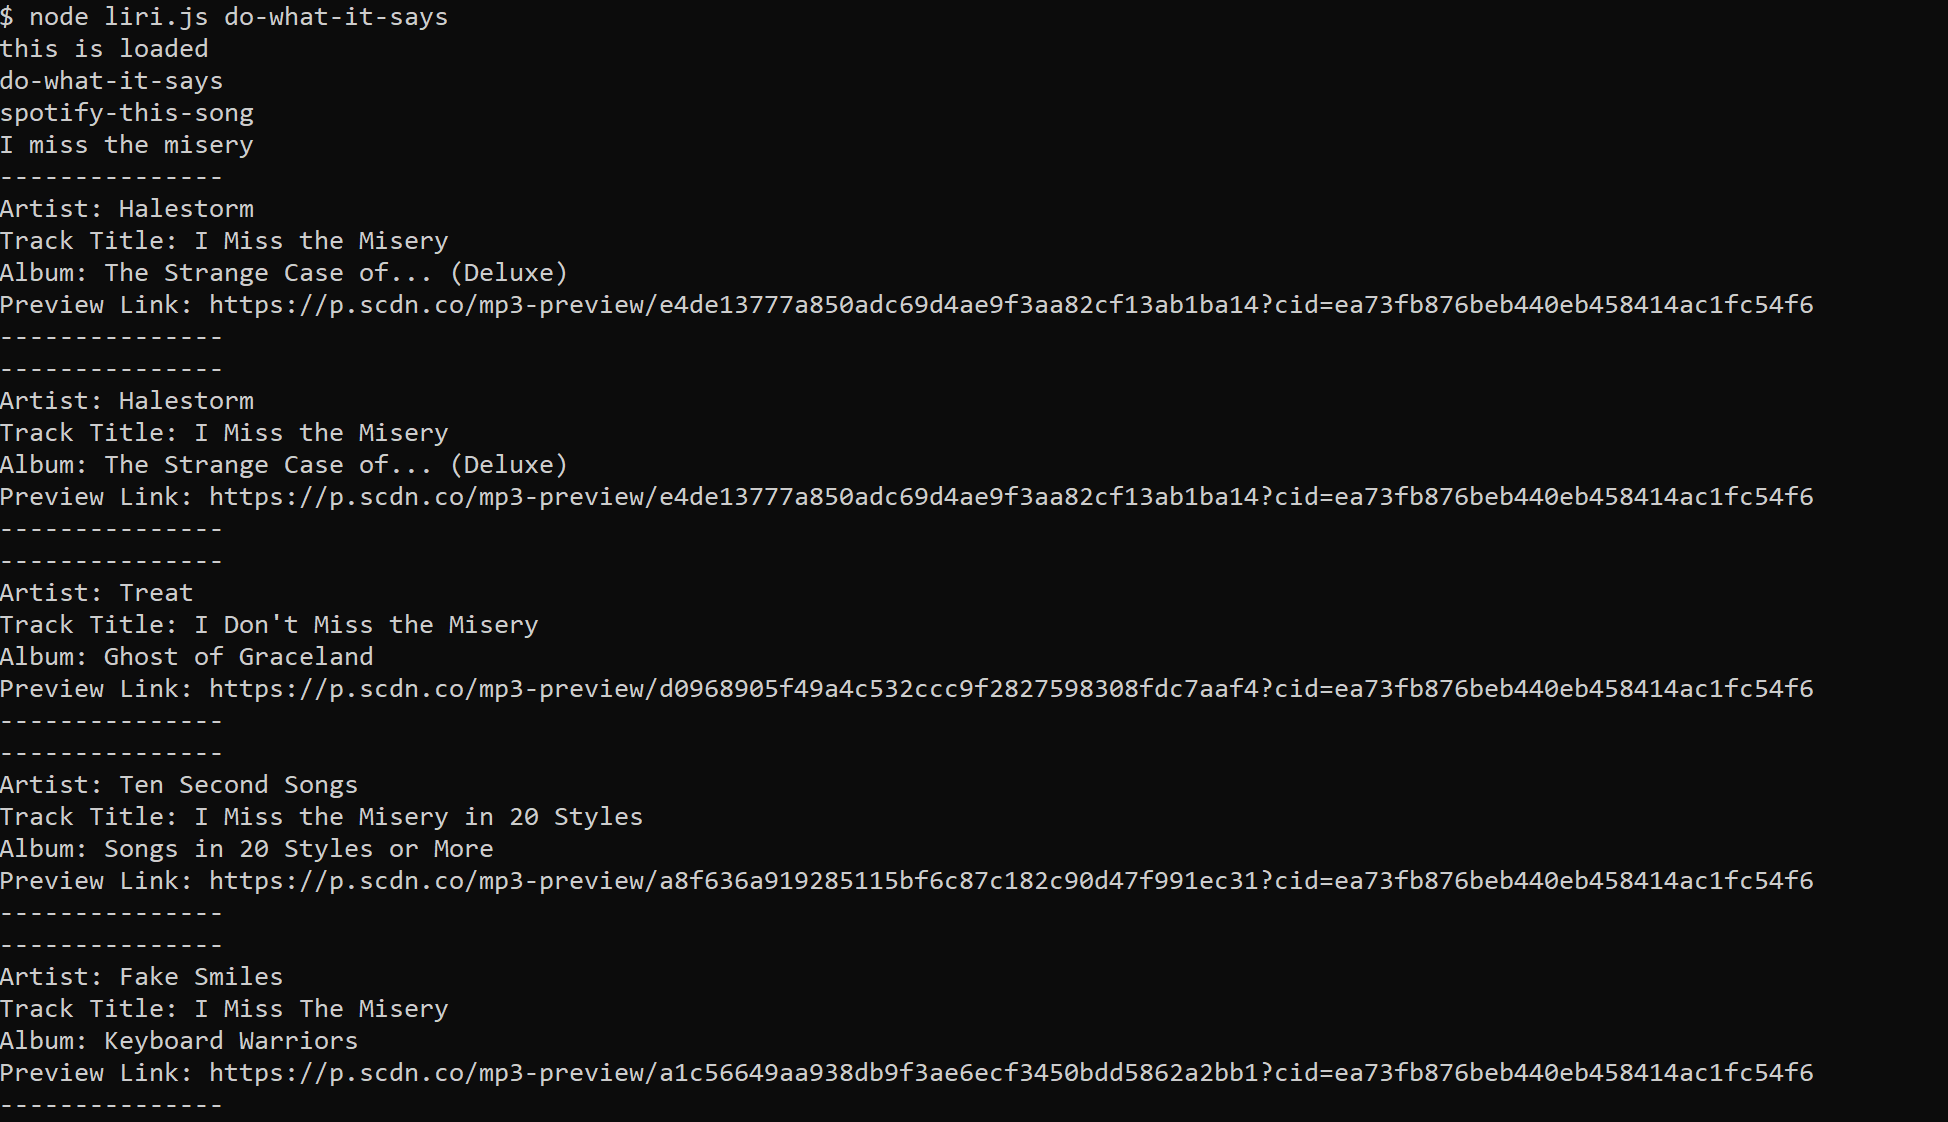 $ node liri.js do-what-it-says
this is loaded
do-what-it-says
spotify-this-song
I miss the misery
---------------
Artist: Halestorm
Track Title: I Miss the Misery
Album: The Strange Case of... (Deluxe)
Preview Link: https://p.scdn.co/mp3-preview/e4de13777a850adc69d4ae9f3aa82cf13ab1ba14?cid=ea73fb876beb440eb458414ac1fc54f6
---------------
---------------
Artist: Halestorm
Track Title: I Miss the Misery
Album: The Strange Case of... (Deluxe)
Preview Link: https://p.scdn.co/mp3-preview/e4de13777a850adc69d4ae9f3aa82cf13ab1ba14?cid=ea73fb876beb440eb458414ac1fc54f6
---------------
---------------
Artist: Treat
Track Title: I Don't Miss the Misery
Album: Ghost of Graceland
Preview Link: https://p.scdn.co/mp3-preview/d0968905f49a4c532ccc9f2827598308fdc7aaf4?cid=ea73fb876beb440eb458414ac1fc54f6
---------------
---------------
Artist: Ten Second Songs
Track Title: I Miss the Misery in 20 Styles
Album: Songs in 20 Styles or More
Preview Link: https://p.scdn.co/mp3-preview/a8f636a919285115bf6c87c182c90d47f991ec31?cid=ea73fb876beb440eb458414ac1fc54f6
---------------
---------------
Artist: Fake Smiles
Track Title: I Miss The Misery
Album: Keyboard Warriors
Preview Link: https://p.scdn.co/mp3-preview/a1c56649aa938db9f3ae6ecf3450bdd5862a2bb1?cid=ea73fb876beb440eb458414ac1fc54f6
---------------